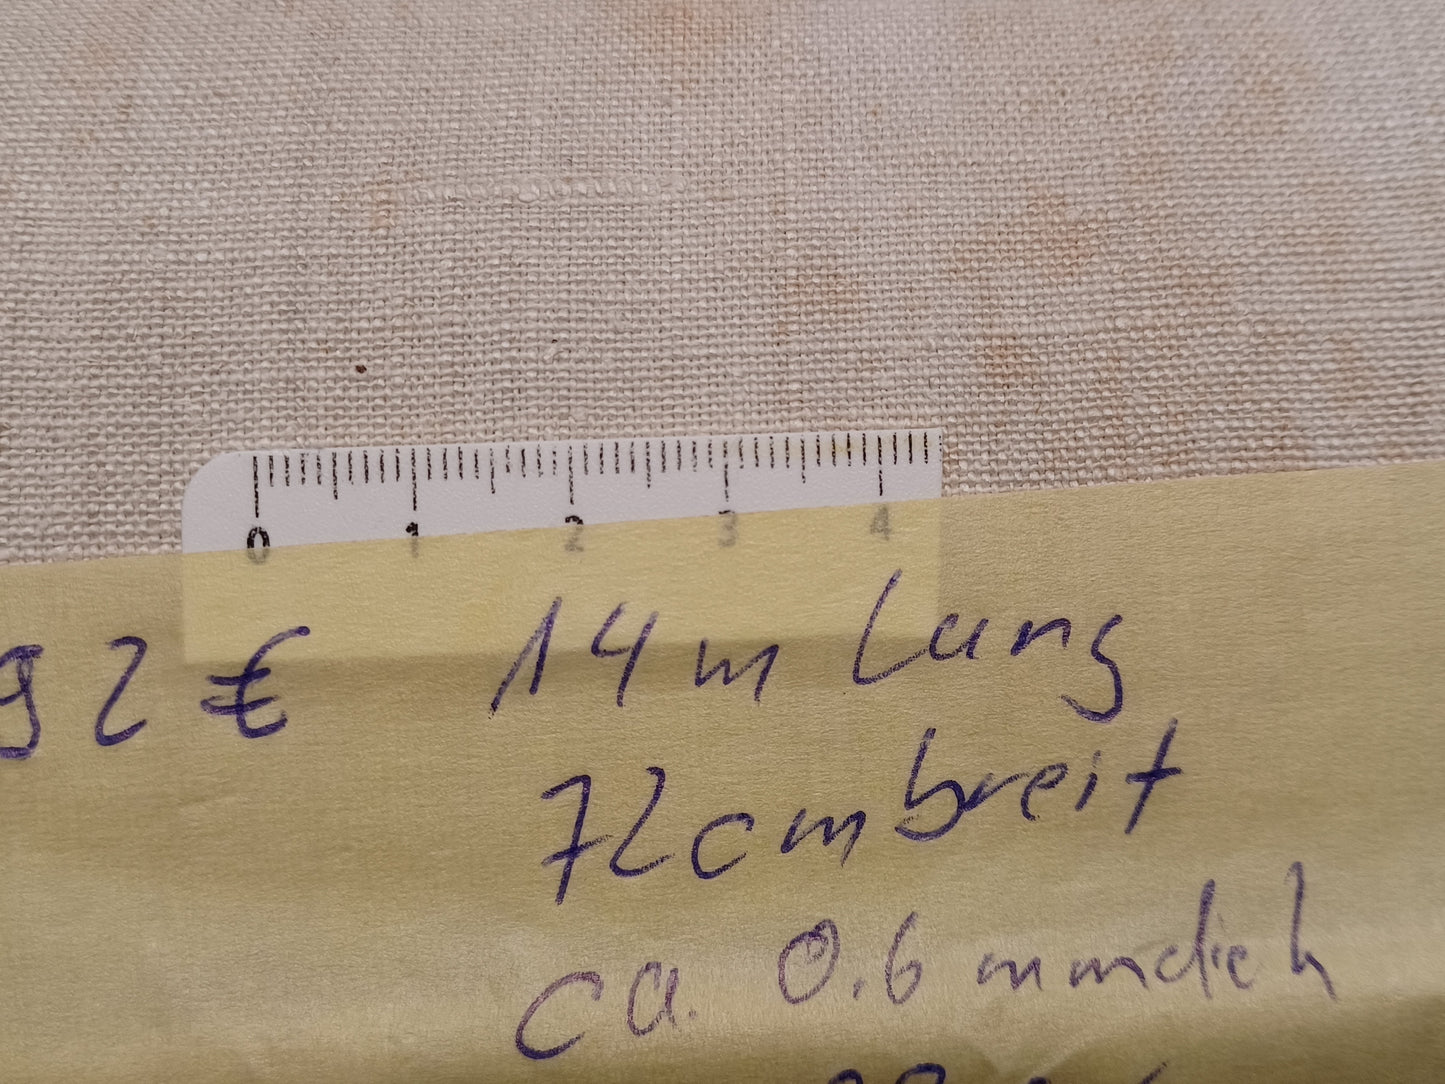 0 1 2 3 4
92 € 14 m lang
72 cm breit
ca. 0.6 mm dick